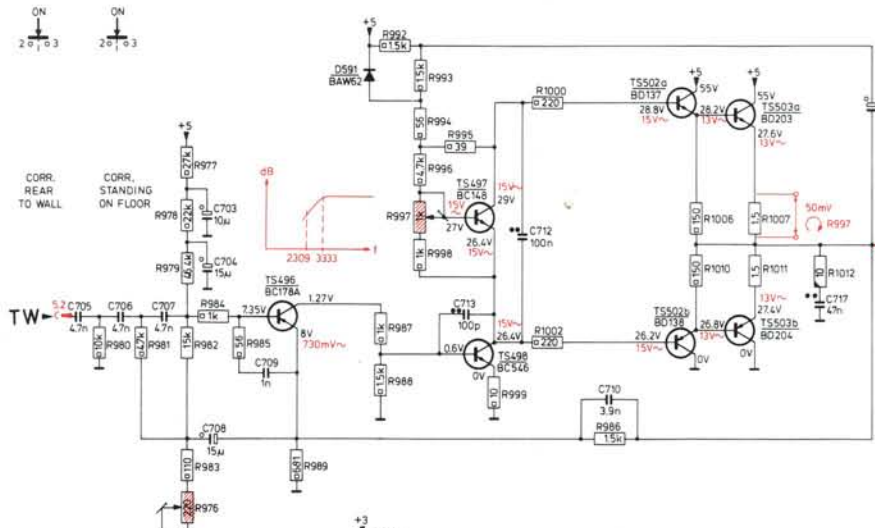 ON
2 3
ON
2 3
CORR.
REAR
TO WALL
CORR,
STANDING
ON FLOOR
+5
27k
R977
22k
R978
C703
10µ
46.4k
R979
C704
15µ
dB
2309 3333 f
TW
5.2
C705
4.7n
C706
4.7n
C707
4.7n
10k
R980
47k
R981
15k
R982
R984
1k
56
R985
C709
1n
7.35V
TS496
BC178A
1.27V
8V
730mV~
1k
R987
1.5k
R988
C708
15µ
110
R983
220
R976
681
R989
+3
+5
R992
1.5k
D591
BAW62
1.5k
R993
56
R994
R995
39
4.7k
R996
R997
1k
1k
R998
15V~
27V
TS497
BC148
15V~
29V
26.4V
15V~
C712
100n
C713
100p
0.6V
15V~
26.4V
TS498
BC546
0V
10
R999
R1000
220
R1002
220
28.8V
15V~
TS502a
BD137
+5
55V
28.2V
13V~
+5
55V
TS503a
BD203
27.6V
13V~
150
R1006
1.5
R1007
50mV
R997
150
R1010
1.5
R1011
10
R1012
C717
47n
13V~
27.4V
26.2V
15V~
TS502b
BD138
0V
26.8V
13V~
TS503b
BD204
0V
C710
3.9n
R986
1.5k